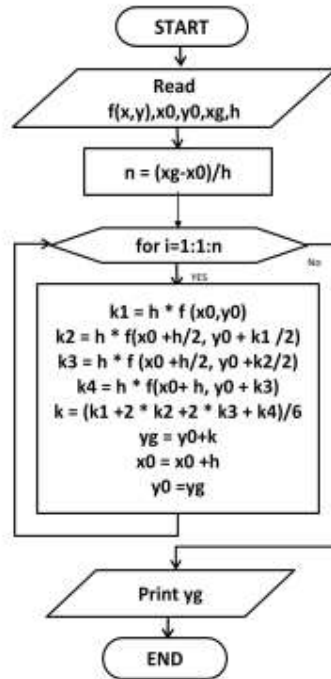 START
Read
f(x,y),x0,y0,xg,h
n = (xg-x0)/h
for i=1:1:n
No
YES
k1 = h * f (x0,y0)
k2 = h * f(x0 +h/2, y0 + k1 /2)
k3 = h * f (x0 +h/2, y0 +k2/2)
k4 = h * f(x0+ h, y0 + k3)
k = (k1 +2 * k2 +2 * k3 + k4)/6
yg = y0+k
x0 = x0 +h
y0 =yg
Print yg
END